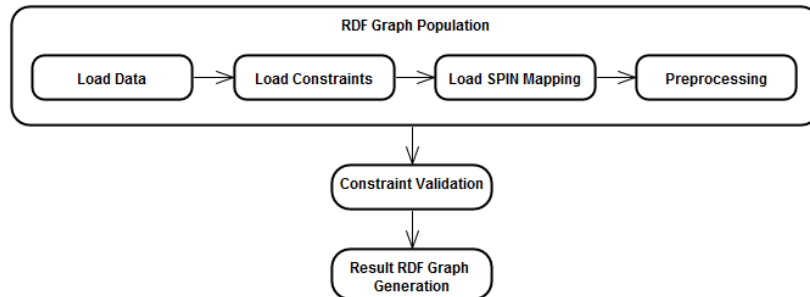 RDF Graph Population
Load Data
Load Constraints
Load SPIN Mapping
Preprocessing
Constraint Validation
Result RDF Graph
Generation